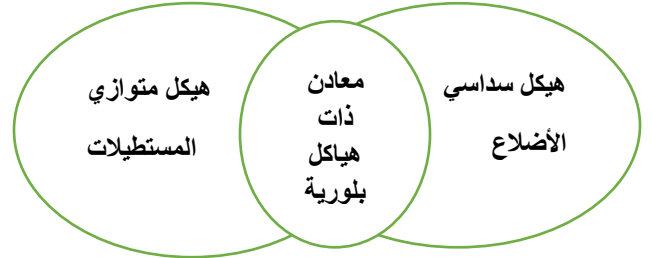 هيكل سداسي
الأضلاع
معادن
ذات
هياكل
بلورية
هيكل متوازي
المستطيلات